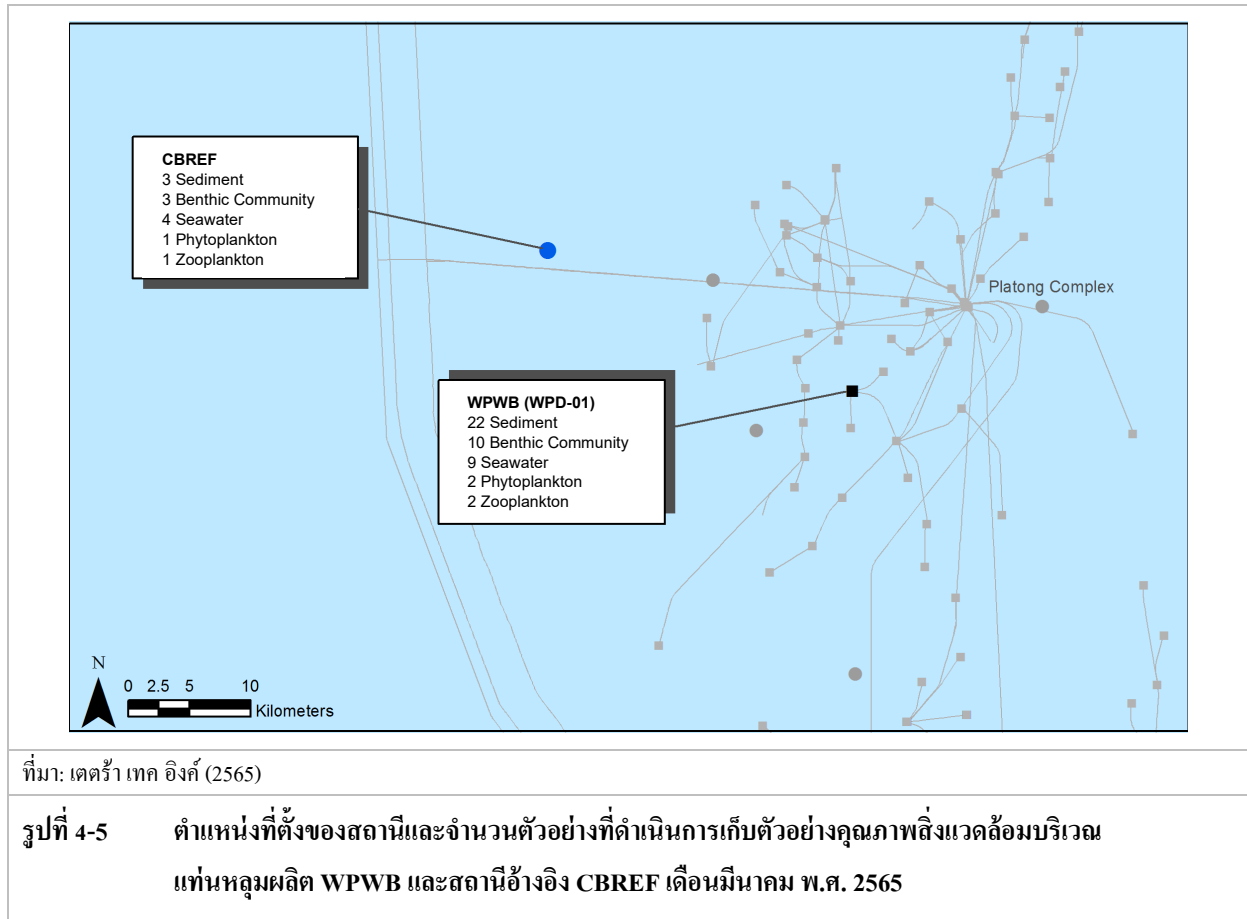 CBREF
3 Sediment
3 Benthic Community
4 Seawater
1 Phytoplankton
1 Zooplankton
Platong Complex
WPWB (WPD-01)
22 Sediment
10 Benthic Community
9 Seawater
2 Phytoplankton
2 Zooplankton
N
0 2.5 5 10
Kilometers
ที่มา: เตตร้า เทค อิงค์ (2565)
รูปที่ 4-5 ตำแหน่งที่ตั้งของสถานีและจำนวนตัวอย่างที่ดำเนินการเก็บตัวอย่างคุณภาพสิ่งแวดล้อมบริเวณ
แท่นหลุมผลิต WPWB และสถานีอ้างอิง CBREF เดือนมีนาคม พ.ศ. 2565